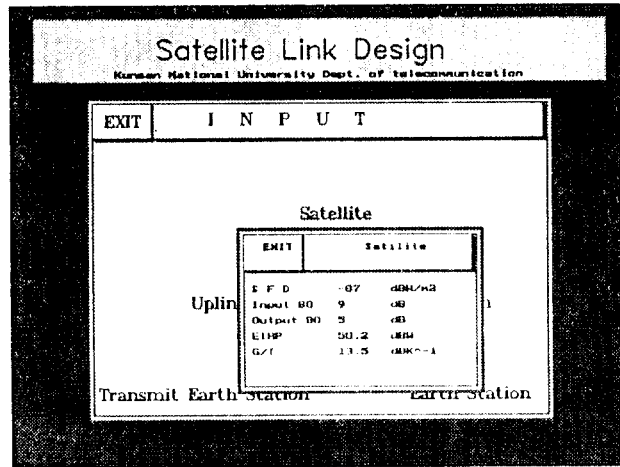 Satellite Link Design
Kunsan National University Dept. of telecommunication
EXIT I N P U T
Satellite
EXIT Satilite
S F D -87 dBW/m2
Uplin
Input BO 9 dB
Output BO 5 dB
EIRP 50.2 dBW
G/T 13.5 dBK^-1
Transmit Earth Station Earth Station